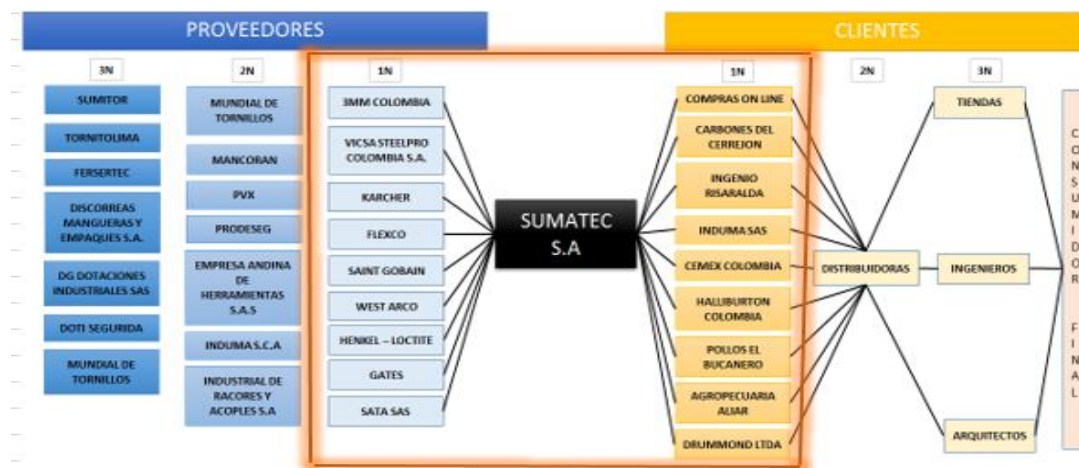 PROVEEDORES
CLIENTES
3N
2N
1N
1N
2N
3N
SUMITOR
TORNITOLIMA
FERSERTEC
DISCORREAS
MANGUERAS Y
EMPAQUES S.A.
DG DOTACIONES
INDUSTRIALES SAS
DOTI SEGURIDA
MUNDIAL DE
TORNILLOS
MUNDIAL DE
TORNILLOS
MANCORAN
PVX
PRODESEG
EMPRESA ANDINA
DE
HERRAMIENTAS
S.A.S
INDUMA S.C.A
INDUSTRIAL DE
RACORES Y
ACOPLES S.A
3MM COLOMBIA
VICSA STEELPRO
COLOMBIA S.A.
KARCHER
FLEXCO
SAINT GOBAIN
WEST ARCO
HENKEL – LOCTITE
GATES
SATA SAS
SUMATEC
S.A
COMPRAS ON LINE
CARBONES DEL
CERREJON
INGENIO
RISARALDA
INDUMA SAS
CEMEX COLOMBIA
HALLIBURTON
COLOMBIA
POLLOS EL
BUCANERO
AGROPECUARIA
ALIAR
DRUMMOND LTDA
DISTRIBUIDORAS
TIENDAS
INGENIEROS
ARQUITECTOS
CONSUMIDOR
FINAL